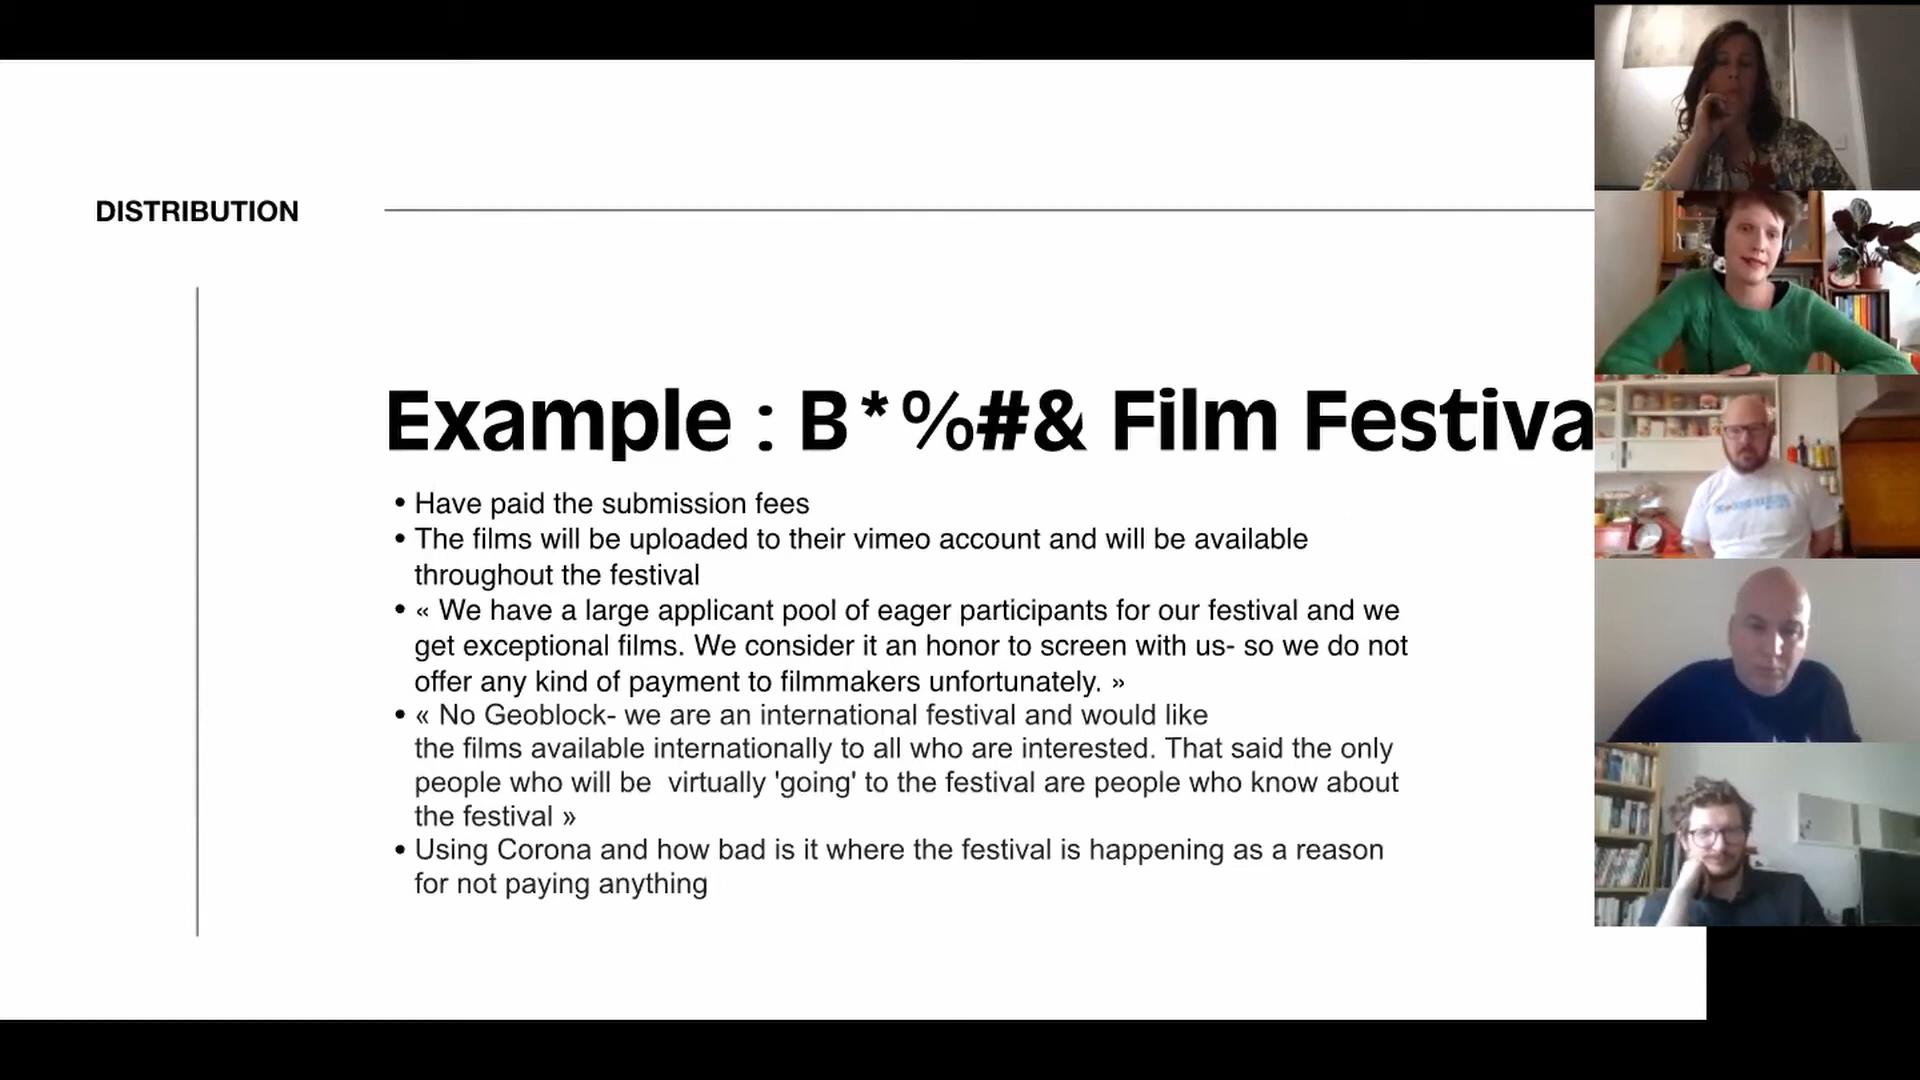 DISTRIBUTION
Example : B*%#& Film Festiva
• Have paid the submission fees
• The films will be uploaded to their vimeo account and will be available
throughout the festival
• « We have a large applicant pool of eager participants for our festival and we
get exceptional films. We consider it an honor to screen with us- so we do not
offer any kind of payment to filmmakers unfortunately. »
• « No Geoblock- we are an international festival and would like
the films available internationally to all who are interested. That said the only
people who will be virtually 'going' to the festival are people who know about
the festival »
• Using Corona and how bad is it where the festival is happening as a reason
for not paying anything